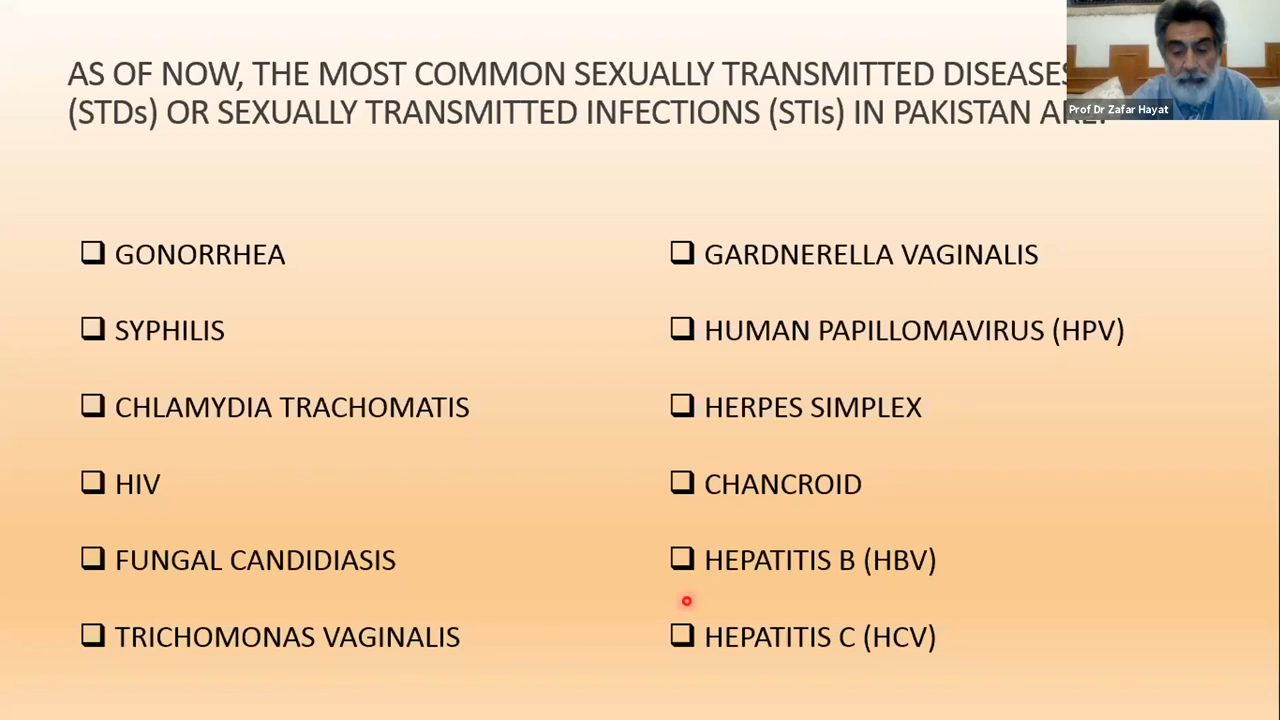 AS OF NOW, THE MOST COMMON SEXUALLY TRANSMITTED DISEASES
(STDs) OR SEXUALLY TRANSMITTED INFECTIONS (STIs) IN PAKISTAN ARE:
Prof Dr Zafar Hayat
GONORRHEA
SYPHILIS
CHLAMYDIA TRACHOMATIS
HIV
FUNGAL CANDIDIASIS
TRICHOMONAS VAGINALIS
GARDNERELLA VAGINALIS
HUMAN PAPILLOMAVIRUS (HPV)
HERPES SIMPLEX
CHANCROID
HEPATITIS B (HBV)
HEPATITIS C (HCV)